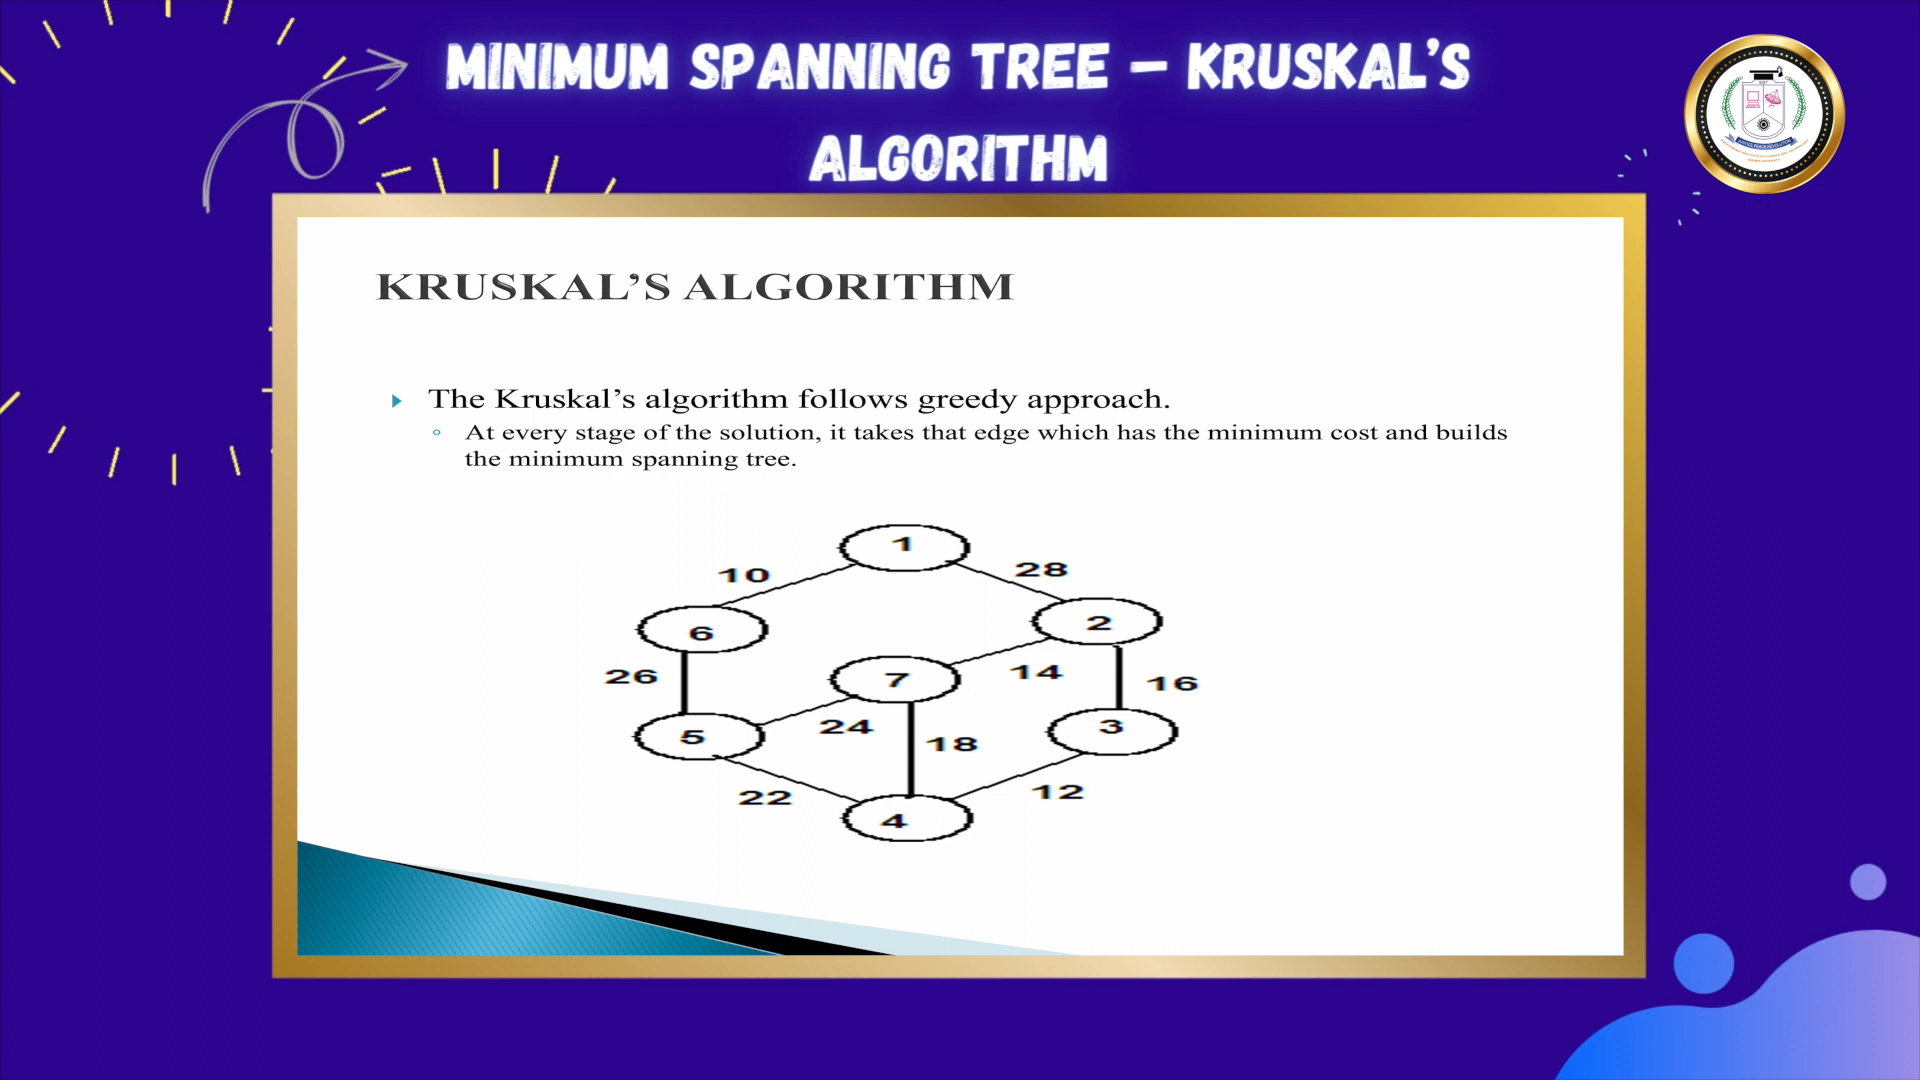 MINIMUM SPANNING TREE – KRUSKAL'S
ALGORITHM
KRUSKAL'S ALGORITHM
The Kruskal's algorithm follows greedy approach.
At every stage of the solution, it takes that edge which has the minimum cost and builds
the minimum spanning tree.
1
10
28
6
2
26
7
14
16
5
24
18
3
22
12
4